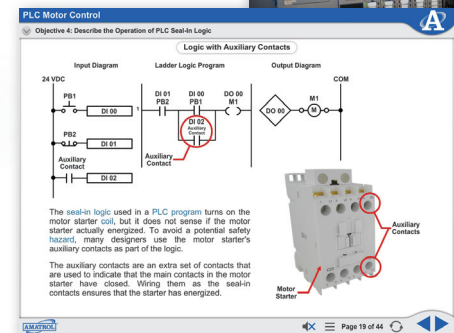 PLC Motor Control
A
Objective 4: Describe the Operation of PLC Seal-In Logic
Logic with Auxiliary Contacts
Input Diagram
Ladder Logic Program
Output Diagram
24 VDC
COM
PB1
DI 00
1
DI 01
PB2
DI 00
PB1
DO 00
M1
DI 02
Auxiliary
Contact
DO 00
M1
M
PB2
DI 01
Auxiliary
Contact
DI 02
Auxiliary
Contact
The seal-in logic used in a PLC program turns on the
motor starter coil, but it does not sense if the motor
starter actually energized. To avoid a potential safety
hazard, many designers use the motor starter's
auxiliary contacts as part of the logic.
The auxiliary contacts are an extra set of contacts that
are used to indicate that the main contacts in the motor
starter have closed. Wiring them as the seal-in
contacts ensures that the starter has energized.
Auxiliary
Contacts
Motor
Starter
AMATROL
Page 19 of 44